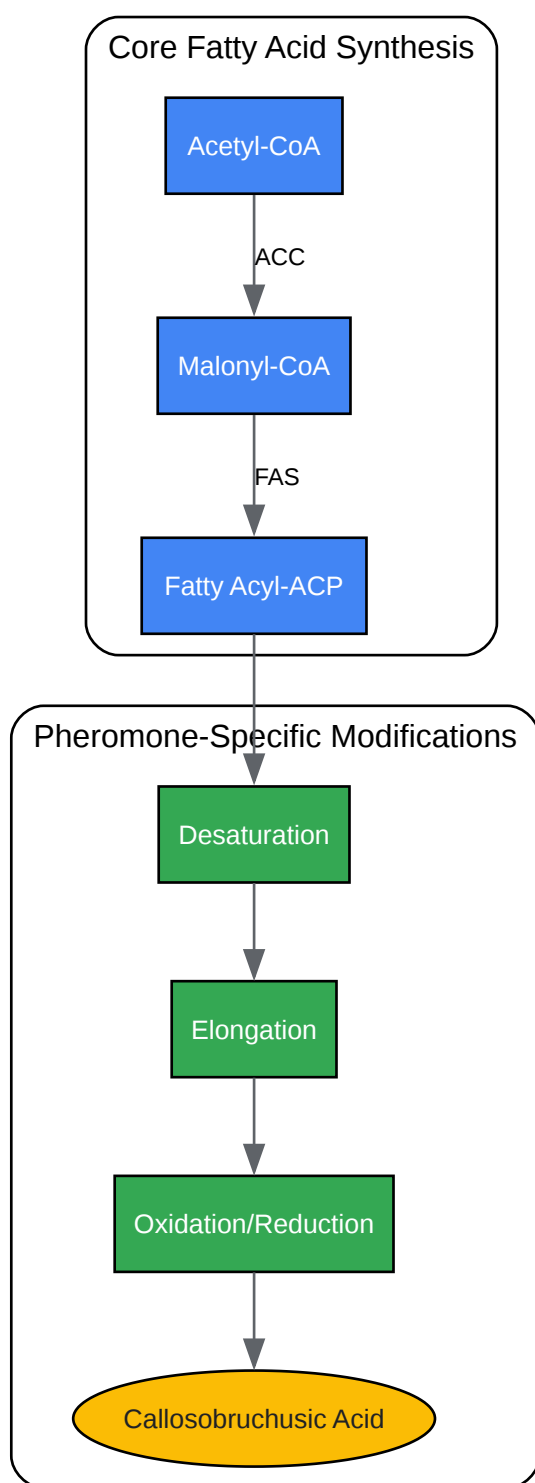 Core Fatty Acid Synthesis
Acetyl-CoA
ACC
Malonyl-CoA
FAS
Fatty Acyl-ACP
Pheromone-Specific Modifications
Desaturation
Elongation
Oxidation/Reduction
Callosobruchusic Acid